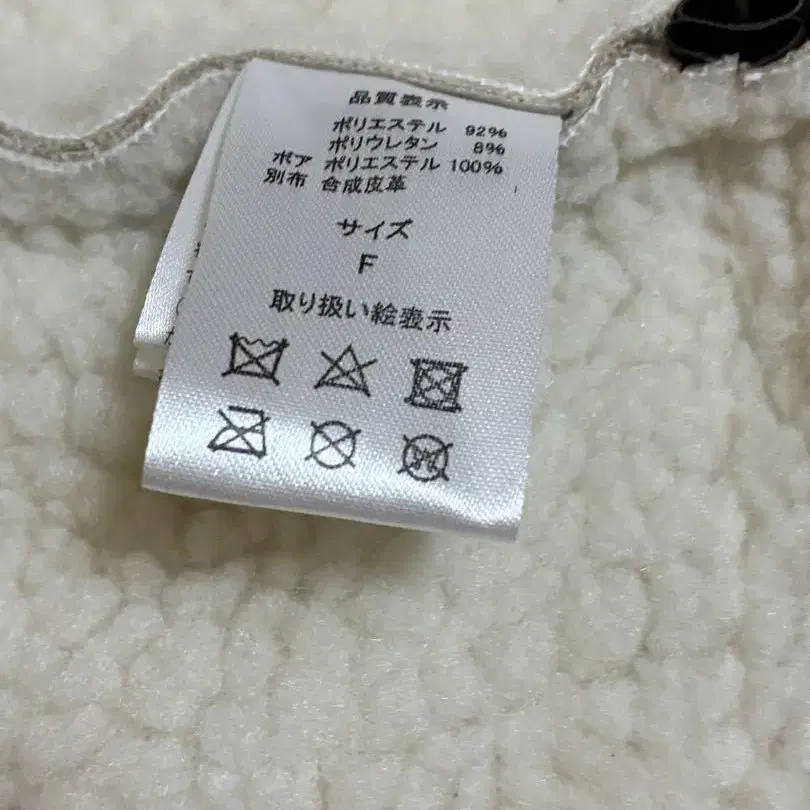 品質表示
ポリエステル 92%
ポリウレタン 8%
ボア ポリエステル 100%
別布 合成皮革
サイズ
F
取り扱い絵表示